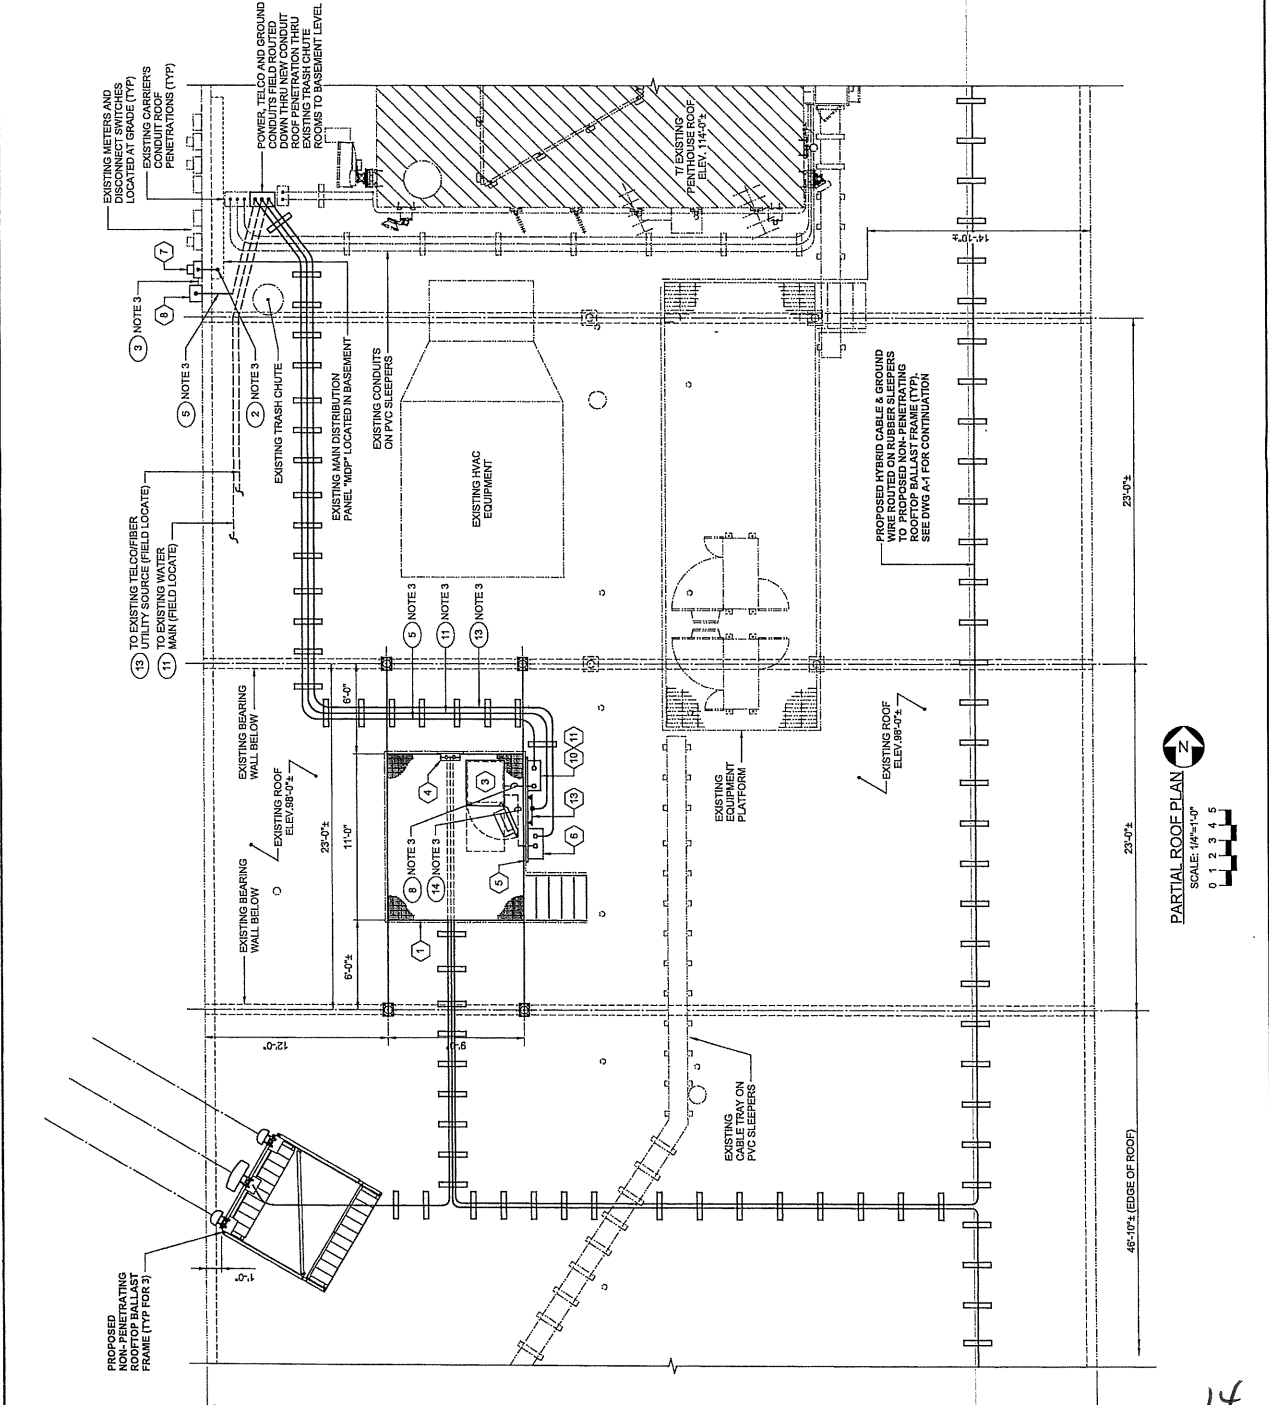 PROPOSED
NON-PENETRATING
ROOFTOP BALLAST
FRAME (TYP FOR 3)
1'-0"
12'-0"
9'-0"
EXISTING BEARING
WALL BELOW
EXISTING ROOF
ELEV.98'-0"±
EXISTING BEARING
WALL BELOW
6'-0"±
11'-0"
6'-0"
23'-0"±
13 TO EXISTING TELCO/FIBER
UTILITY SOURCE (FIELD LOCATE)
11 TO EXISTING WATER
MAIN (FIELD LOCATE)
5 NOTE 3
3 NOTE 3
2 NOTE 3
8
7
EXISTING METERS AND
DISCONNECT SWITCHES
LOCATED AT GRADE (TYP)
EXISTING CARRIER'S
CONDUIT ROOF
PENETRATIONS (TYP)
POWER, TELCO AND GROUND
CONDUITS FIELD ROUTED
DOWN THRU NEW CONDUIT
ROOF PENETRATION THRU
EXISTING TRASH CHUTE
ROOMS TO BASEMENT LEVEL
EXISTING TRASH CHUTE
EXISTING MAIN DISTRIBUTION
PANEL "MDP" LOCATED IN BASEMENT
EXISTING CONDUITS
ON PVC SLEEPERS
5 NOTE 3
11 NOTE 3
13 NOTE 3
8 NOTE 3
14 NOTE 3
1
4
3
5
6
13
10
11
EXISTING HVAC
EQUIPMENT
T/ EXISTING
PENTHOUSE ROOF
ELEV. 114'-0"±
EXISTING
CABLE TRAY ON
PVC SLEEPERS
EXISTING
EQUIPMENT
PLATFORM
EXISTING ROOF
ELEV.98'-0"±
PROPOSED HYBRID CABLE & GROUND
WIRE ROUTED ON RUBBER SLEEPERS
TO PROPOSED NON-PENETRATING
ROOFTOP BALLAST FRAME (TYP).
SEE DWG A-1 FOR CONTINUATION
14'-10"±
46'-10"± (EDGE OF ROOF)
23'-0"±
23'-0"±
N
PARTIAL ROOF PLAN
SCALE: 1/4"=1'-0"
0 1 2 3 4 5
14